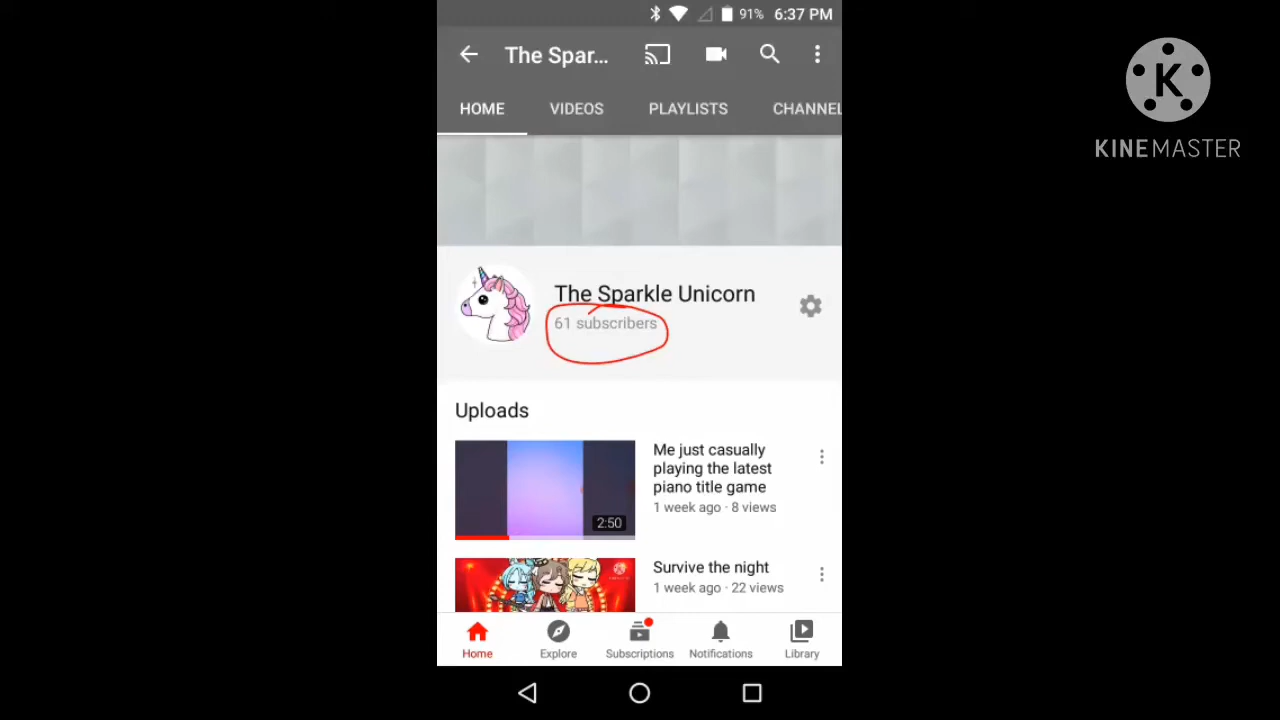 91% 6:37 PM
The Spar...
HOME VIDEOS PLAYLISTS CHANNEL
K
KINEMASTER
The Sparkle Unicorn
61 subscribers
Uploads
Me just casually
playing the latest
piano title game
1 week ago · 8 views
2:50
Survive the night
1 week ago · 22 views
Home Explore Subscriptions Notifications Library